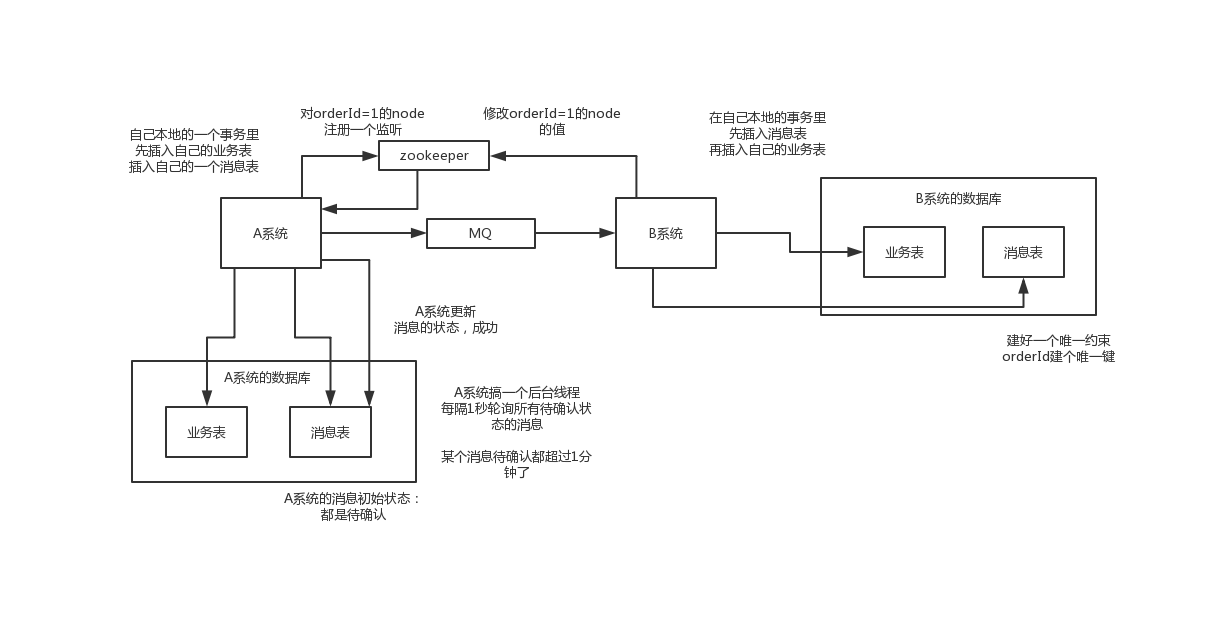 对orderId=1的node
注册一个监听
修改orderId=1的node
的值
在自己本地的事务里
先插入消息表
再插入自己的业务表
自己本地的一个事务里
先插入自己的业务表
插入自己的一个消息表
zookeeper
A系统
MQ
B系统
B系统的数据库
业务表
消息表
A系统更新
消息的状态，成功
建好一个唯一约束
orderId建个唯一键
A系统的数据库
业务表
消息表
A系统搞一个后台线程
每隔1秒轮询所有待确认状
态的消息
某个消息待确认都超过1分
钟了
A系统的消息初始状态：
都是待确认